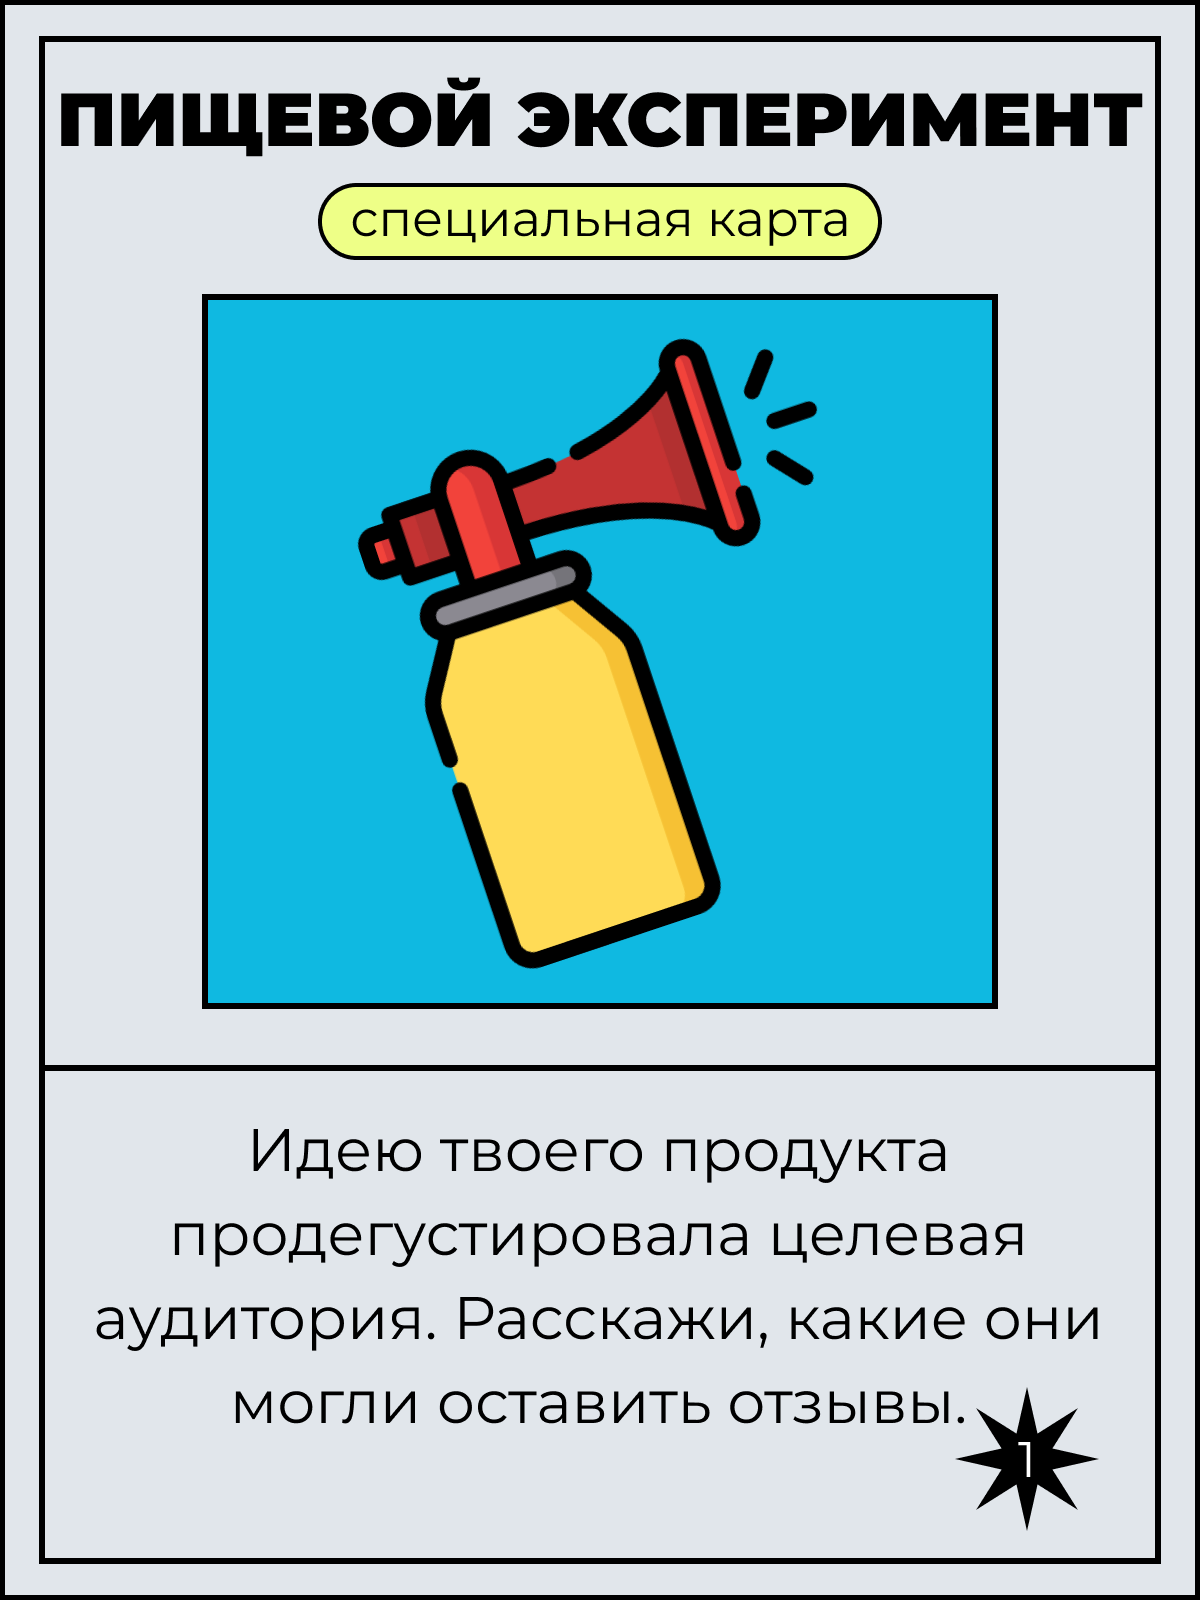 ПИЩЕВОЙ ЭКСПЕРИМЕНТ
специальная карта
Идею твоего продукта
продегустировала целевая
аудитория. Расскажи, какие они
могли оставить отзывы.
1